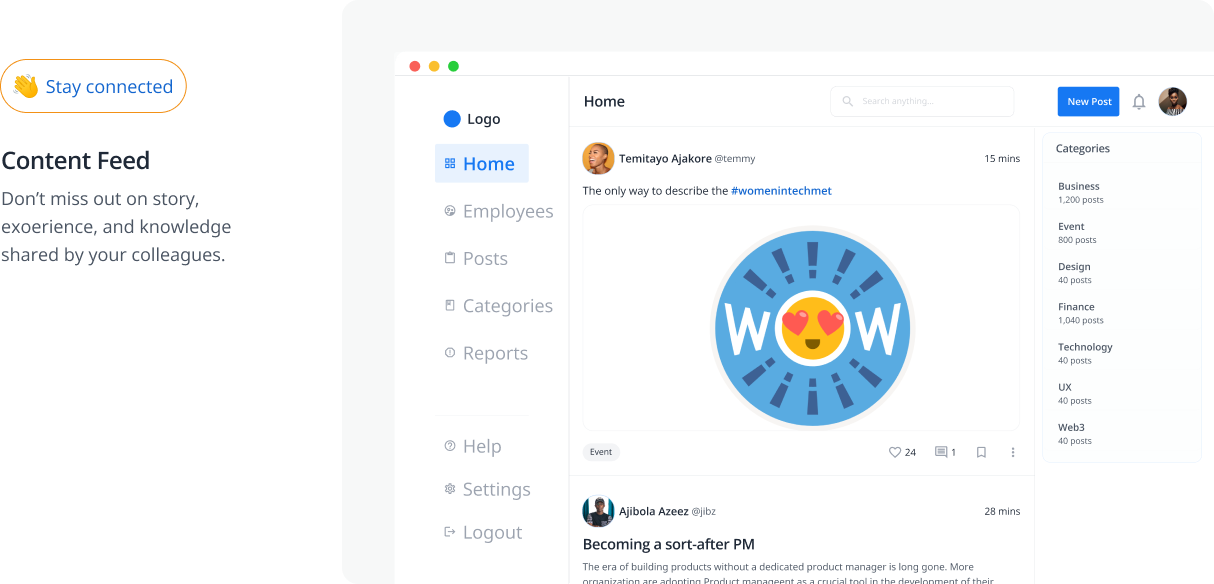 Stay connected
Content Feed
Don’t miss out on story,
exoerience, and knowledge
shared by your colleagues.
Logo
Home
Employees
Posts
Categories
Reports
Help
Settings
Logout
Home
Search anything...
New Post
Temitayo Ajakore @temmy
15 mins
The only way to describe the #womenintechmet
WOW
Event
24
1
Ajibola Azeez @jibz
28 mins
Becoming a sort-after PM
The era of building products without a dedicated product manager is long gone. More
organization are adopting Product manageent as a crucial tool in the development of their
Categories
Business
1,200 posts
Event
800 posts
Design
40 posts
Finance
1,040 posts
Technology
40 posts
UX
40 posts
Web3
40 posts